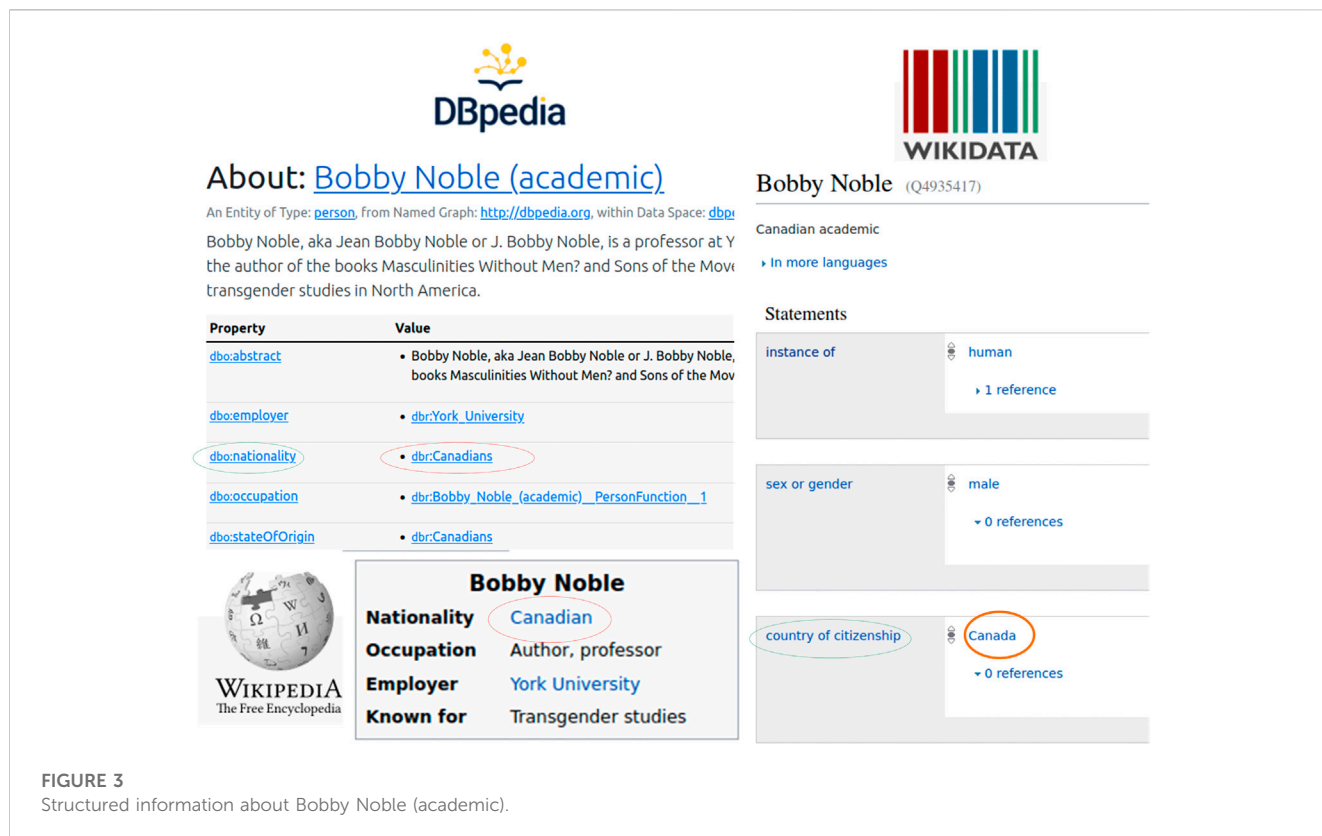 DBpedia
About: Bobby Noble (academic)
An Entity of Type: person, from Named Graph: http://dbpedia.org, within Data Space: dbpe
Bobby Noble, aka Jean Bobby Noble or J. Bobby Noble, is a professor at Y
the author of the books Masculinities Without Men? and Sons of the Move
transgender studies in North America.
Property Value
dbo:abstract • Bobby Noble, aka Jean Bobby Noble or J. Bobby Noble,
books Masculinities Without Men? and Sons of the Mov
dbo:employer • dbr:York_University
dbo:nationality • dbr:Canadians
dbo:occupation • dbr:Bobby_Noble_(academic)__PersonFunction__1
dbo:stateOfOrigin • dbr:Canadians
WIKIPEDIA
The Free Encyclopedia
Bobby Noble
Nationality Canadian
Occupation Author, professor
Employer York University
Known for Transgender studies
WIKIDATA
Bobby Noble (Q4935417)
Canadian academic
In more languages
Statements
instance of human
1 reference
sex or gender male
0 references
country of citizenship Canada
0 references
FIGURE 3
Structured information about Bobby Noble (academic).